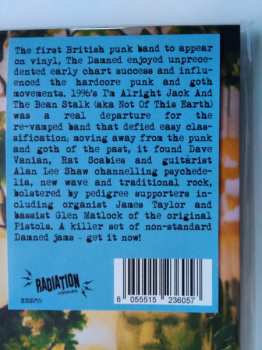 The first British punk band to appear
on vinyl, The Damned enjoyed unprece-
dented early chart success and influ-
enced the hardcore punk and goth
movements. 1996's I'm Alright Jack And
The Bean Stalk (aka Not Of This Earth)
was a real departure for the
re-vamped band that defied easy clas-
sification; moving away from the punk
and goth of the past, it found Dave
Vanian, Rat Scabies and guitarist
Alan Lee Shaw channelling psychede-
lia, new wave and traditional rock,
bolstered by pedigree supporters inclu-
ding organist James Taylor and
bassist Glen Matlock of the original
Pistols. A killer set of non-standard
Damned jams - get it now!
RADIATION
6 055515 236057